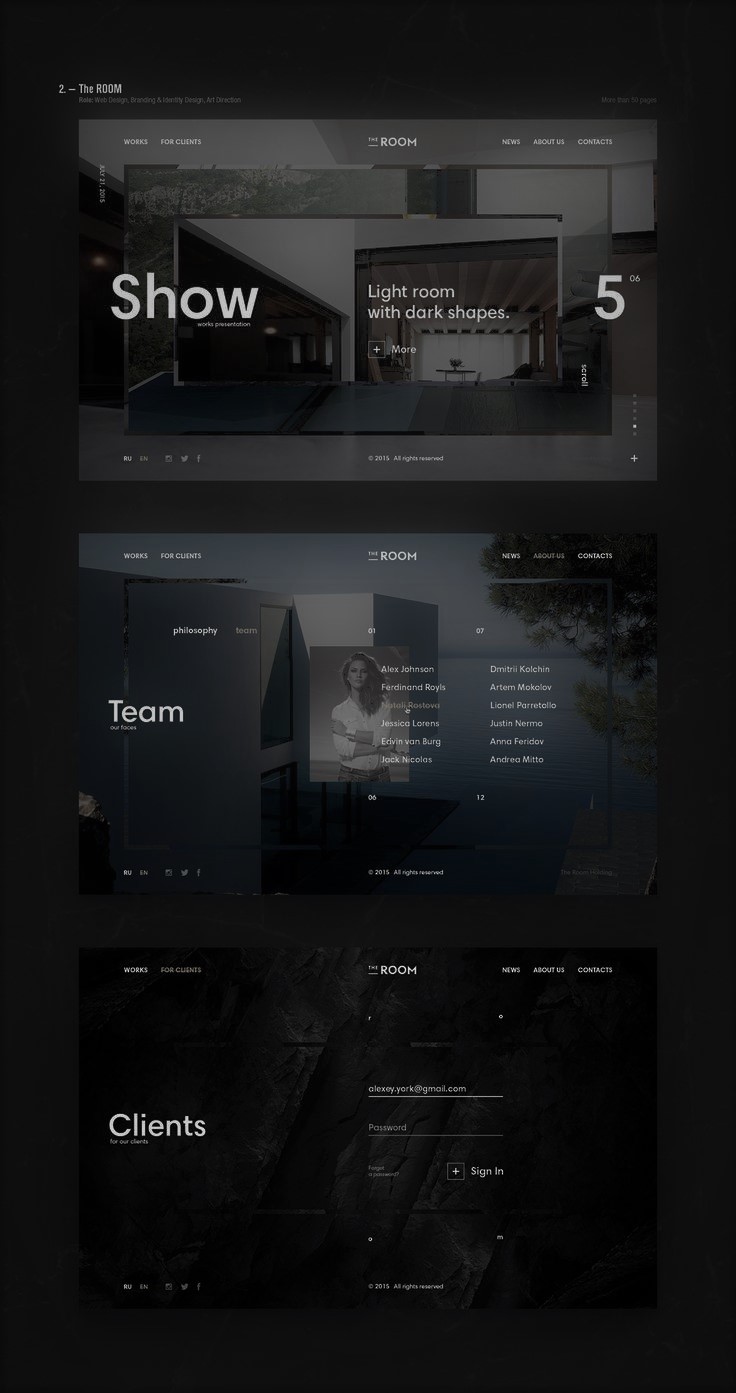 2. — The ROOM
Role: Web Design, Branding & Identity Design, Art Direction
More than 50 pages
WORKS FOR CLIENTS
THE ROOM
NEWS ABOUT US CONTACTS
JULY 21, 2015
Show
works presentation
Light room
with dark shapes.
+ More
5 06
scroll
+
RU EN
© 2015 All rights reserved
WORKS FOR CLIENTS
THE ROOM
NEWS ABOUT US CONTACTS
philosophy team
Team
our faces
01
Alex Johnson
Ferdinand Royls
Natali Rostova
Jessica Lorens
Edvin van Burg
Jack Nicolas
06
07
Dmitrii Kolchin
Artem Mokalov
Lionel Parretollo
Justin Nermo
Anna Feridov
Andrea Mitto
12
RU EN
© 2015 All rights reserved
The Room Holding
WORKS FOR CLIENTS
THE ROOM
NEWS ABOUT US CONTACTS
r o
Clients
for our clients
alexey.york@gmail.com
Password
Forgot
a password?
+ Sign In
o m
RU EN
© 2015 All rights reserved